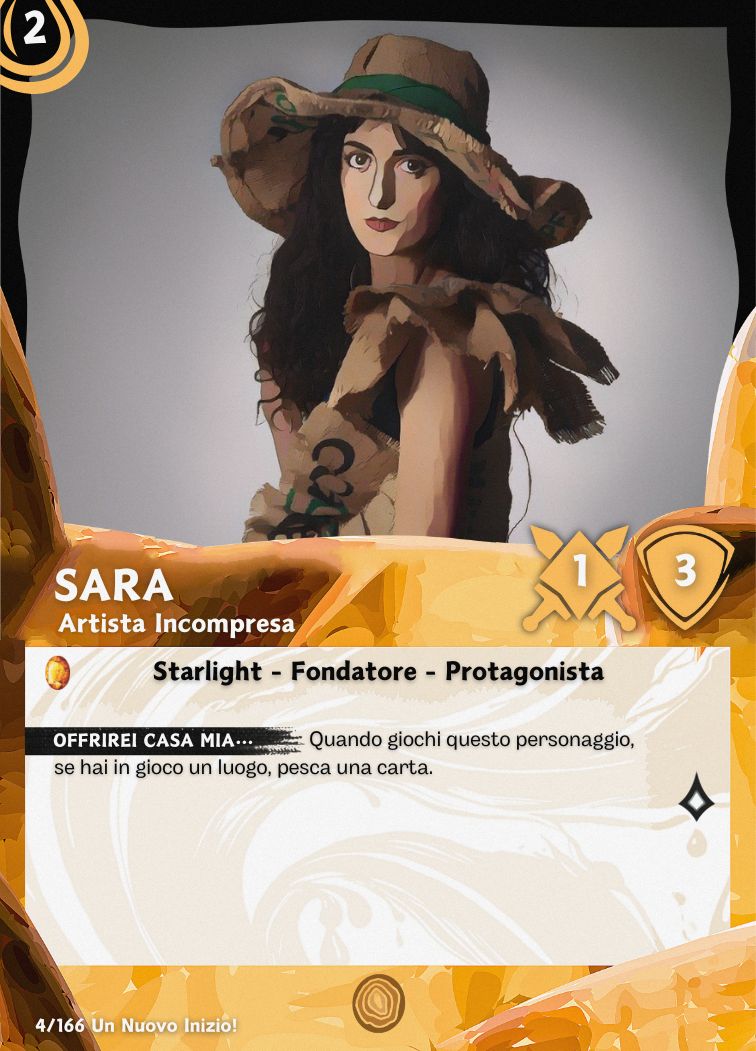 2
SARA
Artista Incompresa
1
3
Starlight - Fondatore - Protagonista
OFFRIREI CASA MIA... Quando giochi questo personaggio,
se hai in gioco un luogo, pesca una carta.
4/166 Un Nuovo Inizio!